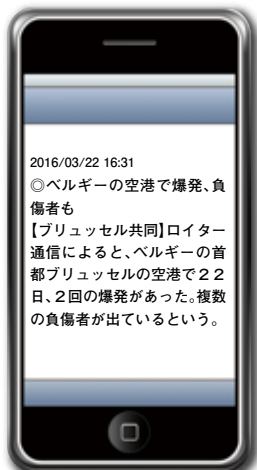 2016/03/22 16:31
◎ベルギーの空港で爆発、負
傷者も
【ブリュッセル共同】ロイター
通信によると、ベルギーの首
都ブリュッセルの空港で２２
日、２回の爆発があった。複数
の負傷者が出ているという。